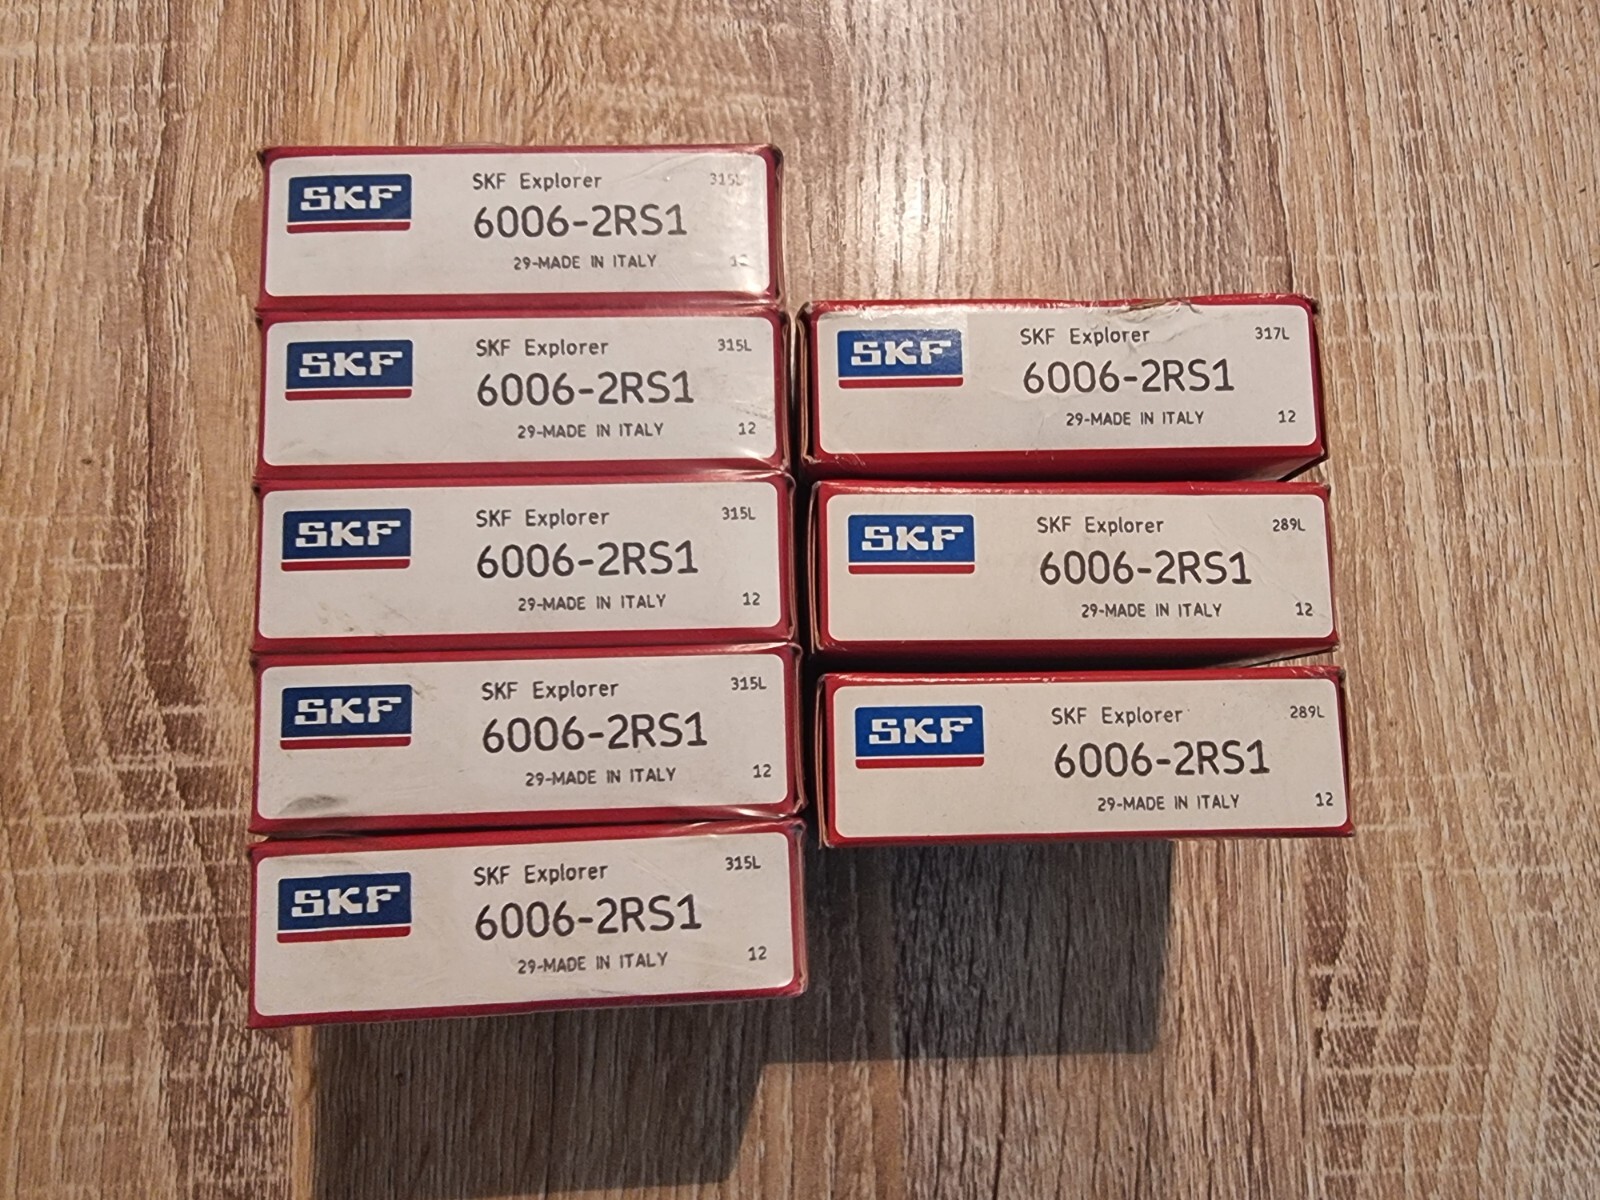 SKF
SKF Explorer 315L
6006-2RS1
29-MADE IN ITALY 12
SKF
SKF Explorer 315L
6006-2RS1
29-MADE IN ITALY 12
SKF
SKF Explorer 315L
6006-2RS1
29-MADE IN ITALY 12
SKF
SKF Explorer 315L
6006-2RS1
29-MADE IN ITALY 12
SKF
SKF Explorer 315L
6006-2RS1
29-MADE IN ITALY 12
SKF
SKF Explorer 317L
6006-2RS1
29-MADE IN ITALY 12
SKF
SKF Explorer 289L
6006-2RS1
29-MADE IN ITALY 12
SKF
SKF Explorer 289L
6006-2RS1
29-MADE IN ITALY 12